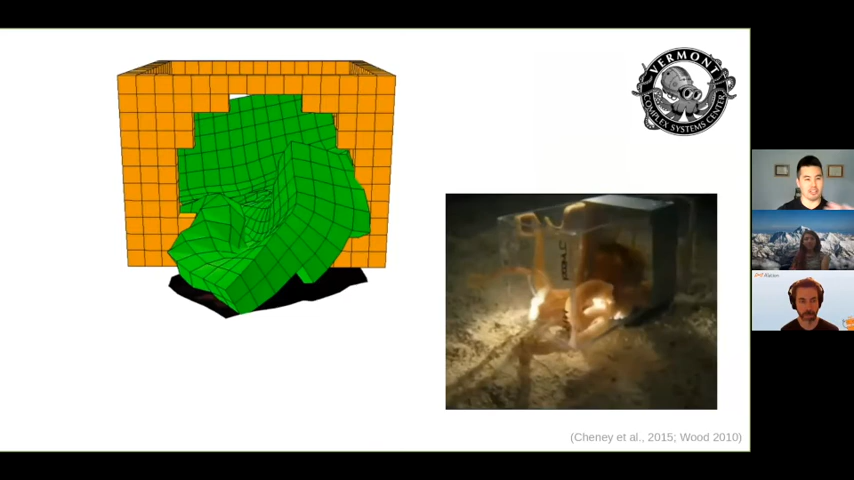 VERMONT
COMPLEX SYSTEMS CENTER
(Cheney et al., 2015; Wood 2010)